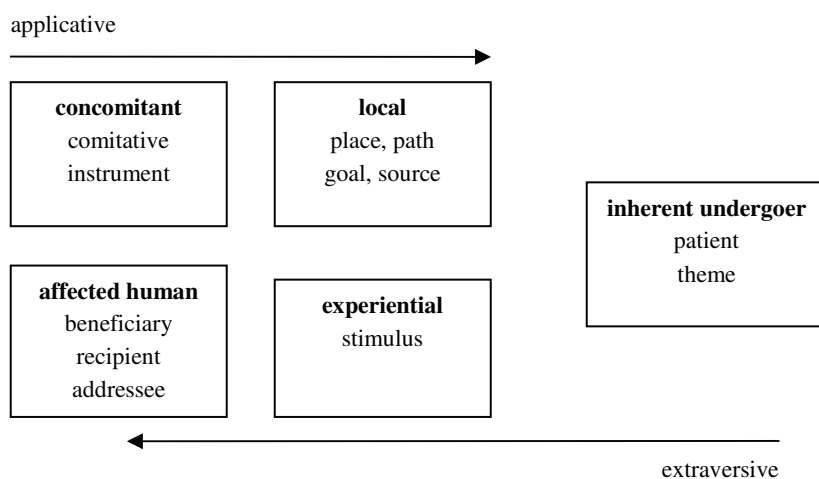 applicative
concomitant
comitative
instrument
local
place, path
goal, source
inherent undergoer
patient
theme
affected human
beneficiary
recipient
addressee
experiential
stimulus
extraversive